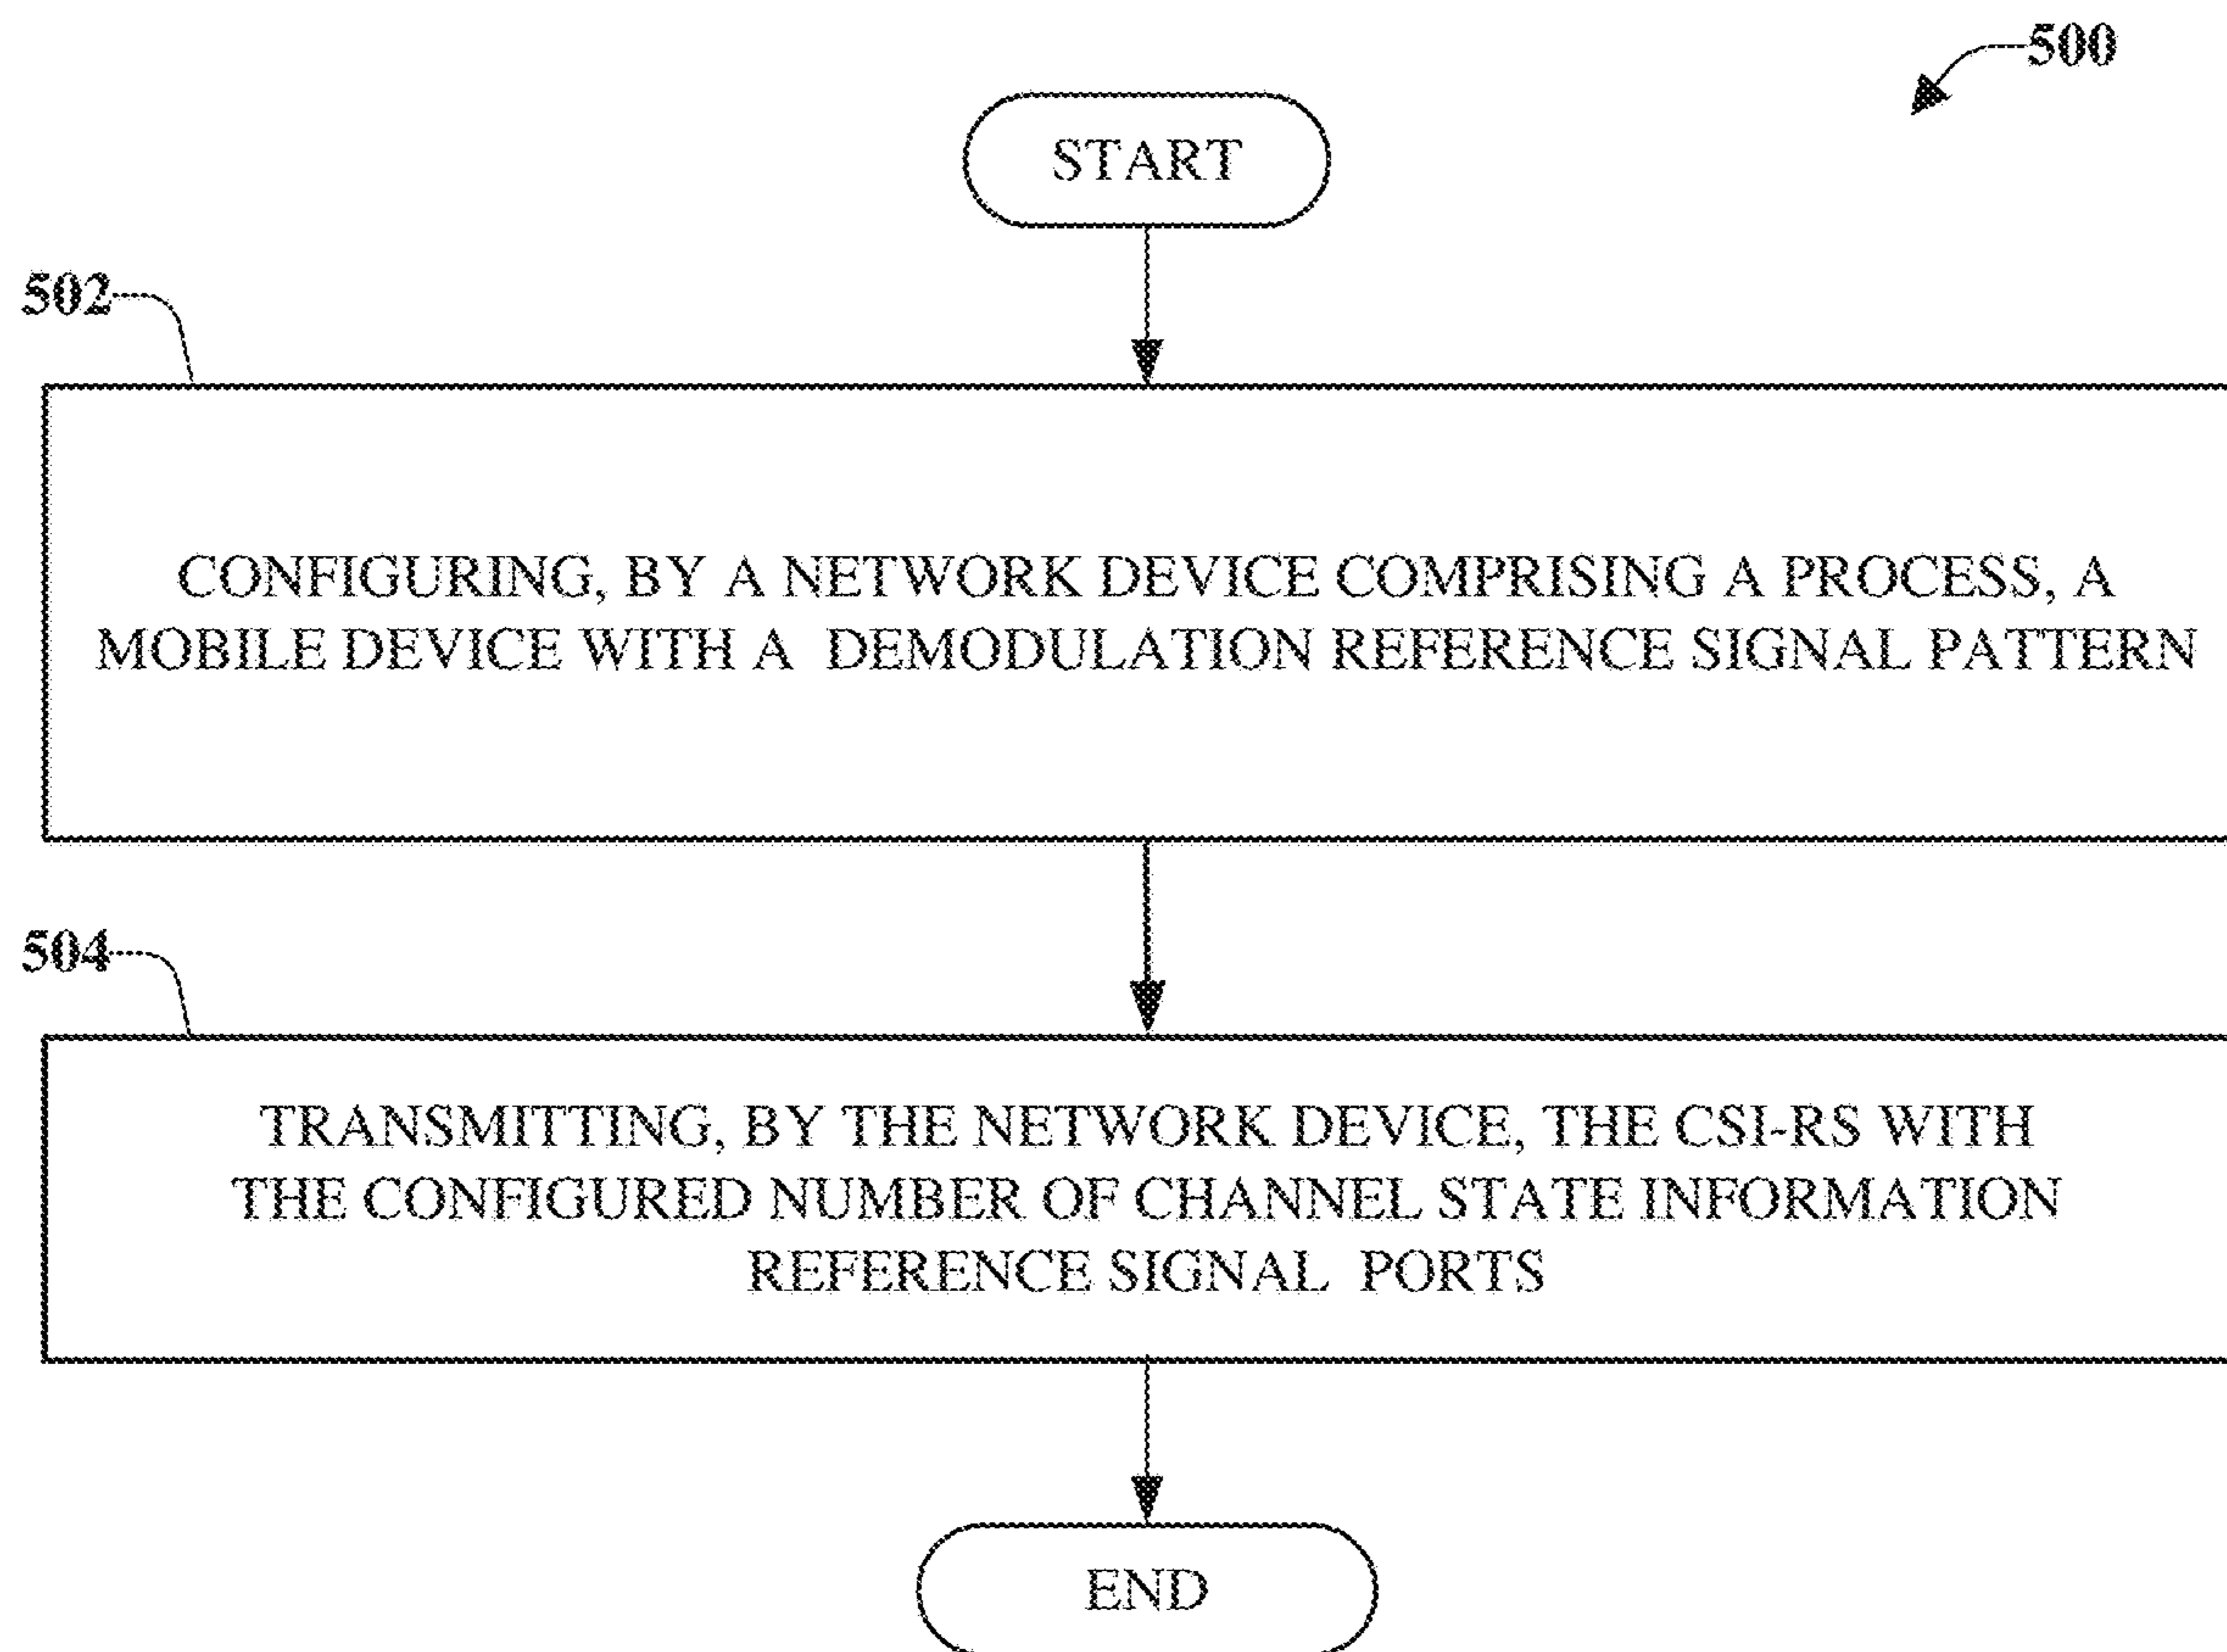 500
START
502
CONFIGURING, BY A NETWORK DEVICE COMPRISING A PROCESS, A
MOBILE DEVICE WITH A DEMODULATION REFERENCE SIGNAL PATTERN
504
TRANSMITTING, BY THE NETWORK DEVICE, THE CSI-RS WITH
THE CONFIGURED NUMBER OF CHANNEL STATE INFORMATION
REFERENCE SIGNAL PORTS
END